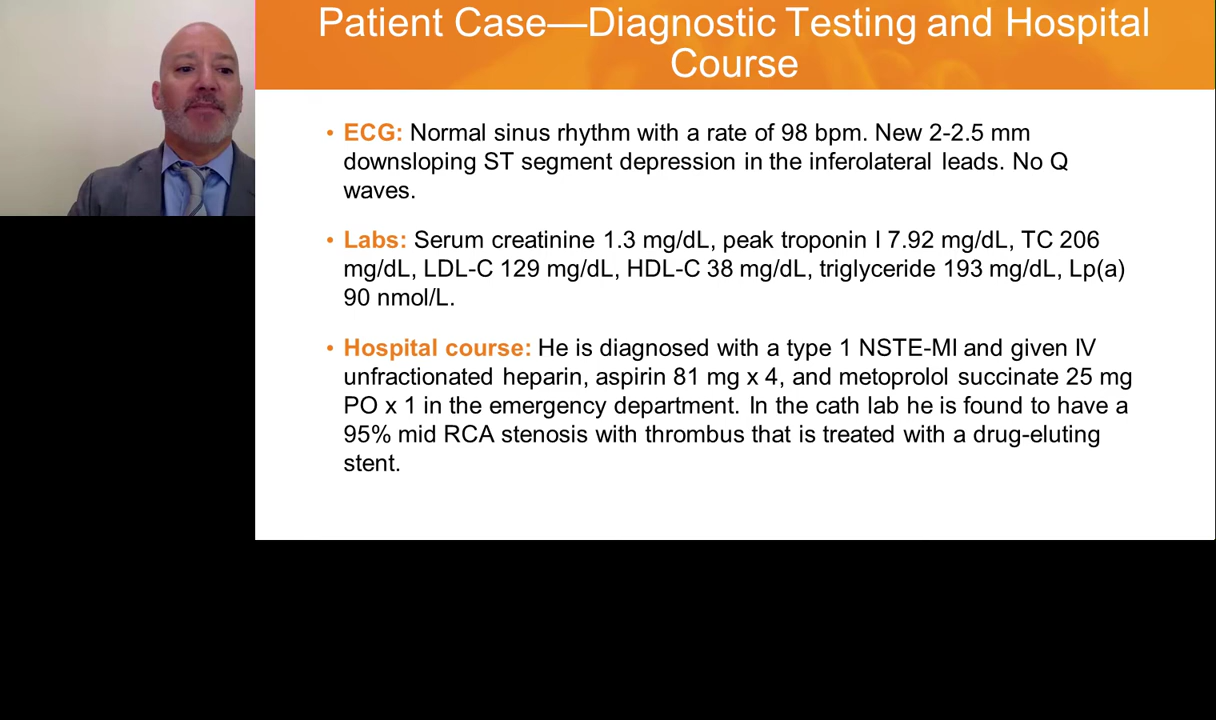 Patient Case—Diagnostic Testing and Hospital
Course
• ECG: Normal sinus rhythm with a rate of 98 bpm. New 2-2.5 mm
downsloping ST segment depression in the inferolateral leads. No Q
waves.
• Labs: Serum creatinine 1.3 mg/dL, peak troponin I 7.92 mg/dL, TC 206
mg/dL, LDL-C 129 mg/dL, HDL-C 38 mg/dL, triglyceride 193 mg/dL, Lp(a)
90 nmol/L.
• Hospital course: He is diagnosed with a type 1 NSTE-MI and given IV
unfractionated heparin, aspirin 81 mg x 4, and metoprolol succinate 25 mg
PO x 1 in the emergency department. In the cath lab he is found to have a
95% mid RCA stenosis with thrombus that is treated with a drug-eluting
stent.